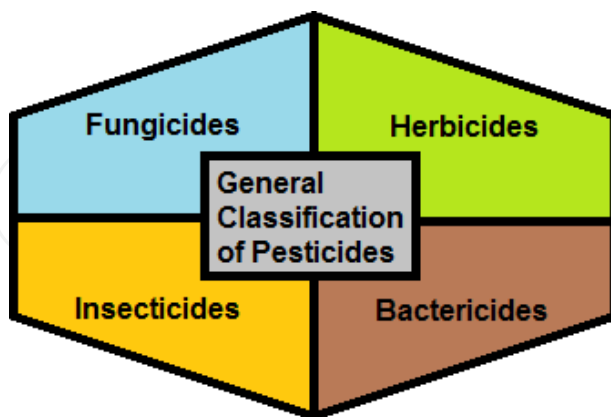 Fungicides
Herbicides
General
Classification
of Pesticides
Insecticides
Bactericides